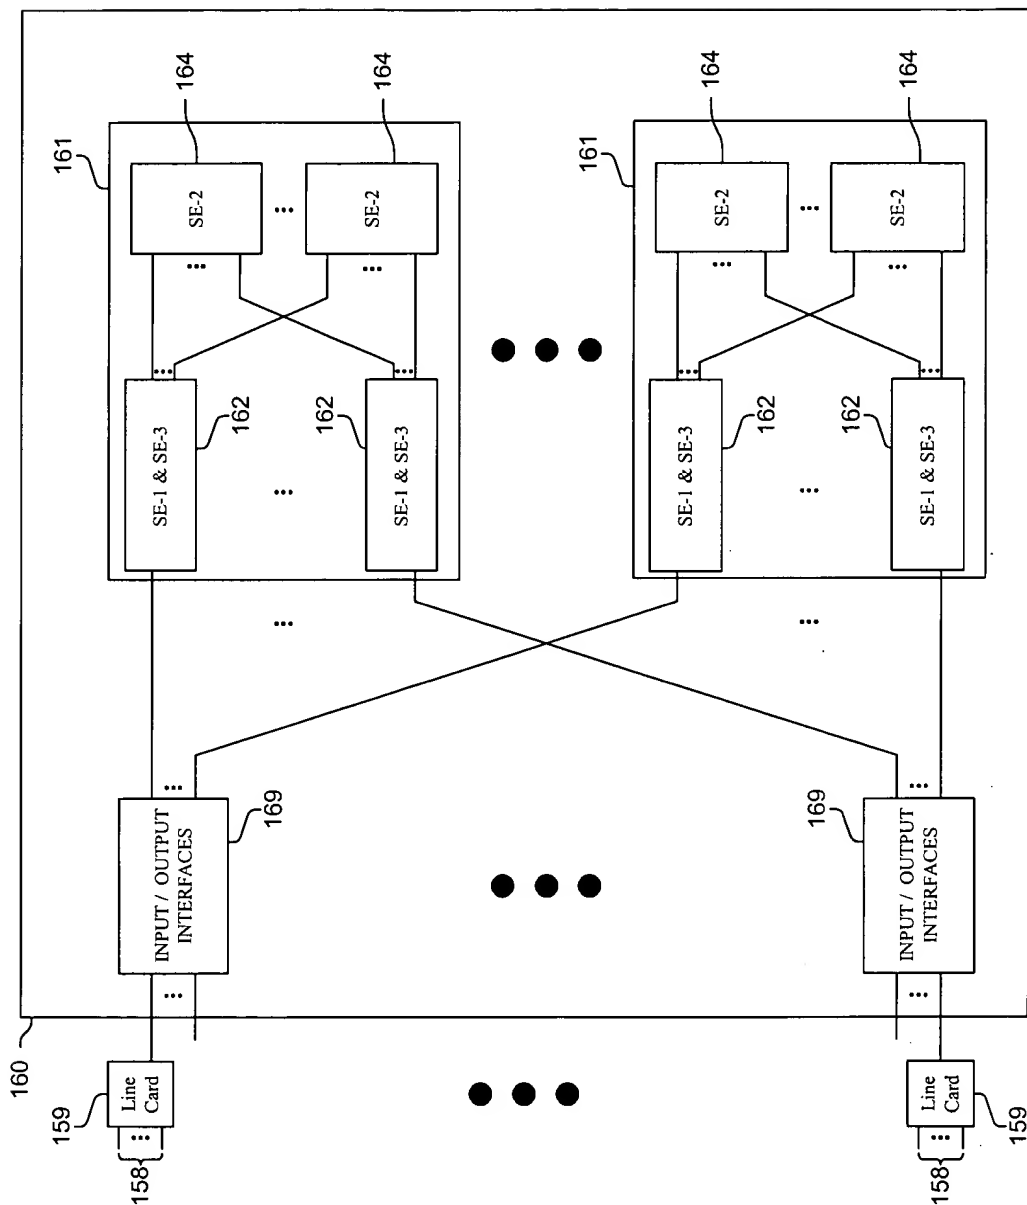 160
159
161
158
Line
Card
INPUT / OUTPUT
INTERFACES
SE-1 & SE-3
SE-2
164
162
169
162
SE-1 & SE-3
SE-2
164
161
SE-1 & SE-3
SE-2
164
162
169
162
SE-2
164
158
Line
Card
INPUT / OUTPUT
INTERFACES
SE-1 & SE-3
159